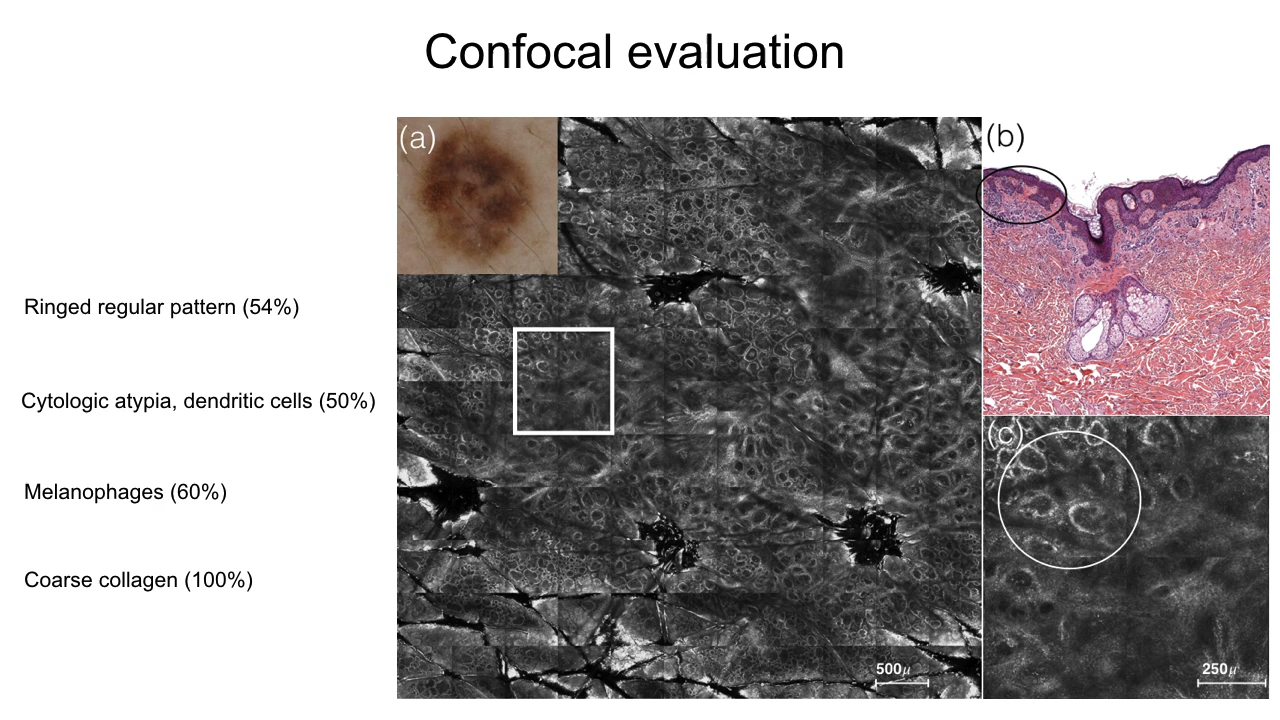 Confocal evaluation
(a)
(b)
Ringed regular pattern (54%)
Cytologic atypia, dendritic cells (50%)
(c)
Melanophages (60%)
Coarse collagen (100%)
500μ
250μ